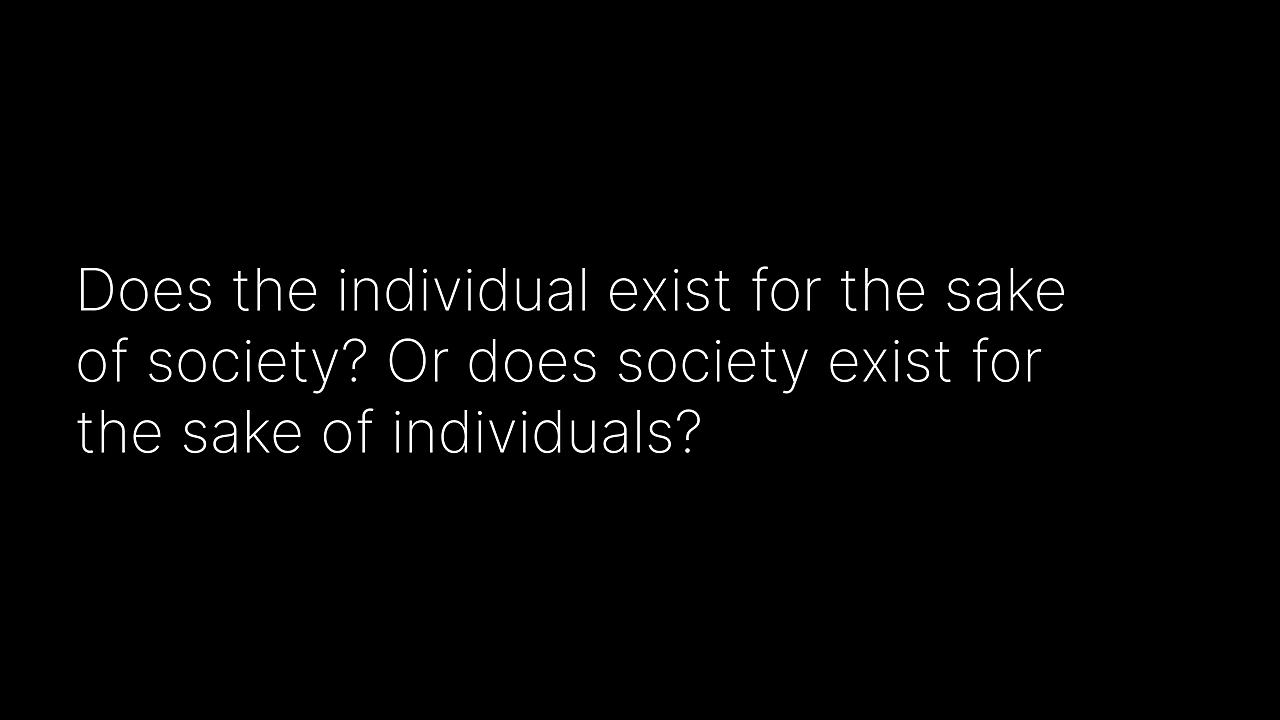 Does the individual exist for the sake
of society? Or does society exist for
the sake of individuals?